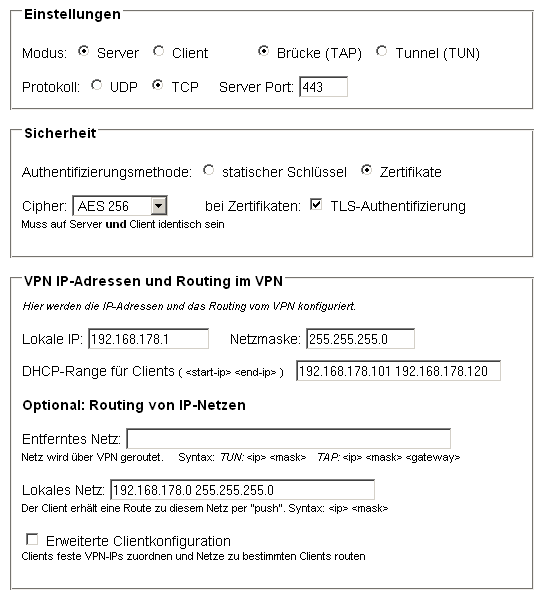 Einstellungen
Modus: Server Client Brücke (TAP) Tunnel (TUN)
Protokoll: UDP TCP Server Port: 443
Sicherheit
Authentifizierungsmethode: statischer Schlüssel Zertifikate
Cipher: AES 256 bei Zertifikaten: TLS-Authentifizierung
Muss auf Server und Client identisch sein
VPN IP-Adressen und Routing im VPN
Hier werden die IP-Adressen und das Routing vom VPN konfiguriert.
Lokale IP: 192.168.178.1 Netzmaske: 255.255.255.0
DHCP-Range für Clients ( <start-ip> <end-ip> ) 192.168.178.101 192.168.178.120
Optional: Routing von IP-Netzen
Entferntes Netz:
Netz wird über VPN geroutet. Syntax: TUN: <ip> <mask> TAP: <ip> <mask> <gateway>
Lokales Netz: 192.168.178.0 255.255.255.0
Der Client erhält eine Route zu diesem Netz per "push". Syntax: <ip> <mask>
Erweiterte Clientkonfiguration
Clients feste VPN-IPs zuordnen und Netze zu bestimmten Clients routen